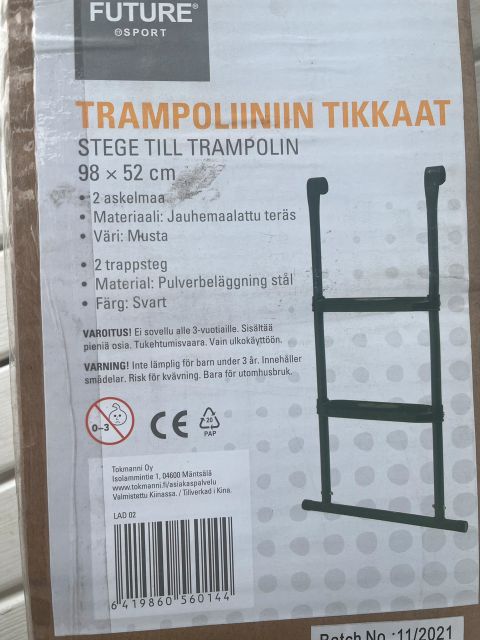 FUTURE®
SPORT
TRAMPOLIINIIN TIKKAAT
STEGE TILL TRAMPOLIN
98 × 52 cm
• 2 askelmaa
• Materiaali: Jauhemaalattu teräs
• Väri: Musta
• 2 trappsteg
• Material: Pulverbeläggning stål
• Färg: Svart
VAROITUS! Ei sovellu alle 3-vuotiaille. Sisältää
pieniä osia. Tukehtumisvaara. Vain ulkokäyttöön.
VARNING! Inte lämplig för barn under 3 år. Innehåller
smådelar. Risk för kvävning. Bara för utomhusbruk.
0-3
CE
20
PAP
Tokmanni Oy
Isolammintie 1, 04600 Mäntsälä
www.tokmanni.fi/asiakaspalvelu
Valmistettu Kiinassa. / Tillverkad i Kina.
LAD 02
6 419860 560144
Batch No.:11/2021